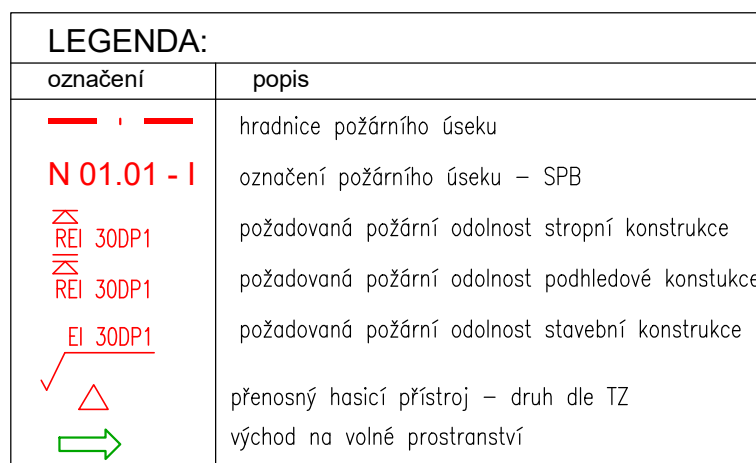 LEGENDA:
označení popis
hradnice požárního úseku
N 01.01 - I označení požárního úseku – SPB
REI 30DP1 požadovaná požární odolnost stropní konstrukce
REI 30DP1 požadovaná požární odolnost podhledové konstukce
EI 30DP1 požadovaná požární odolnost stavební konstrukce
přenosný hasicí přístroj – druh dle TZ
východ na volné prostranství